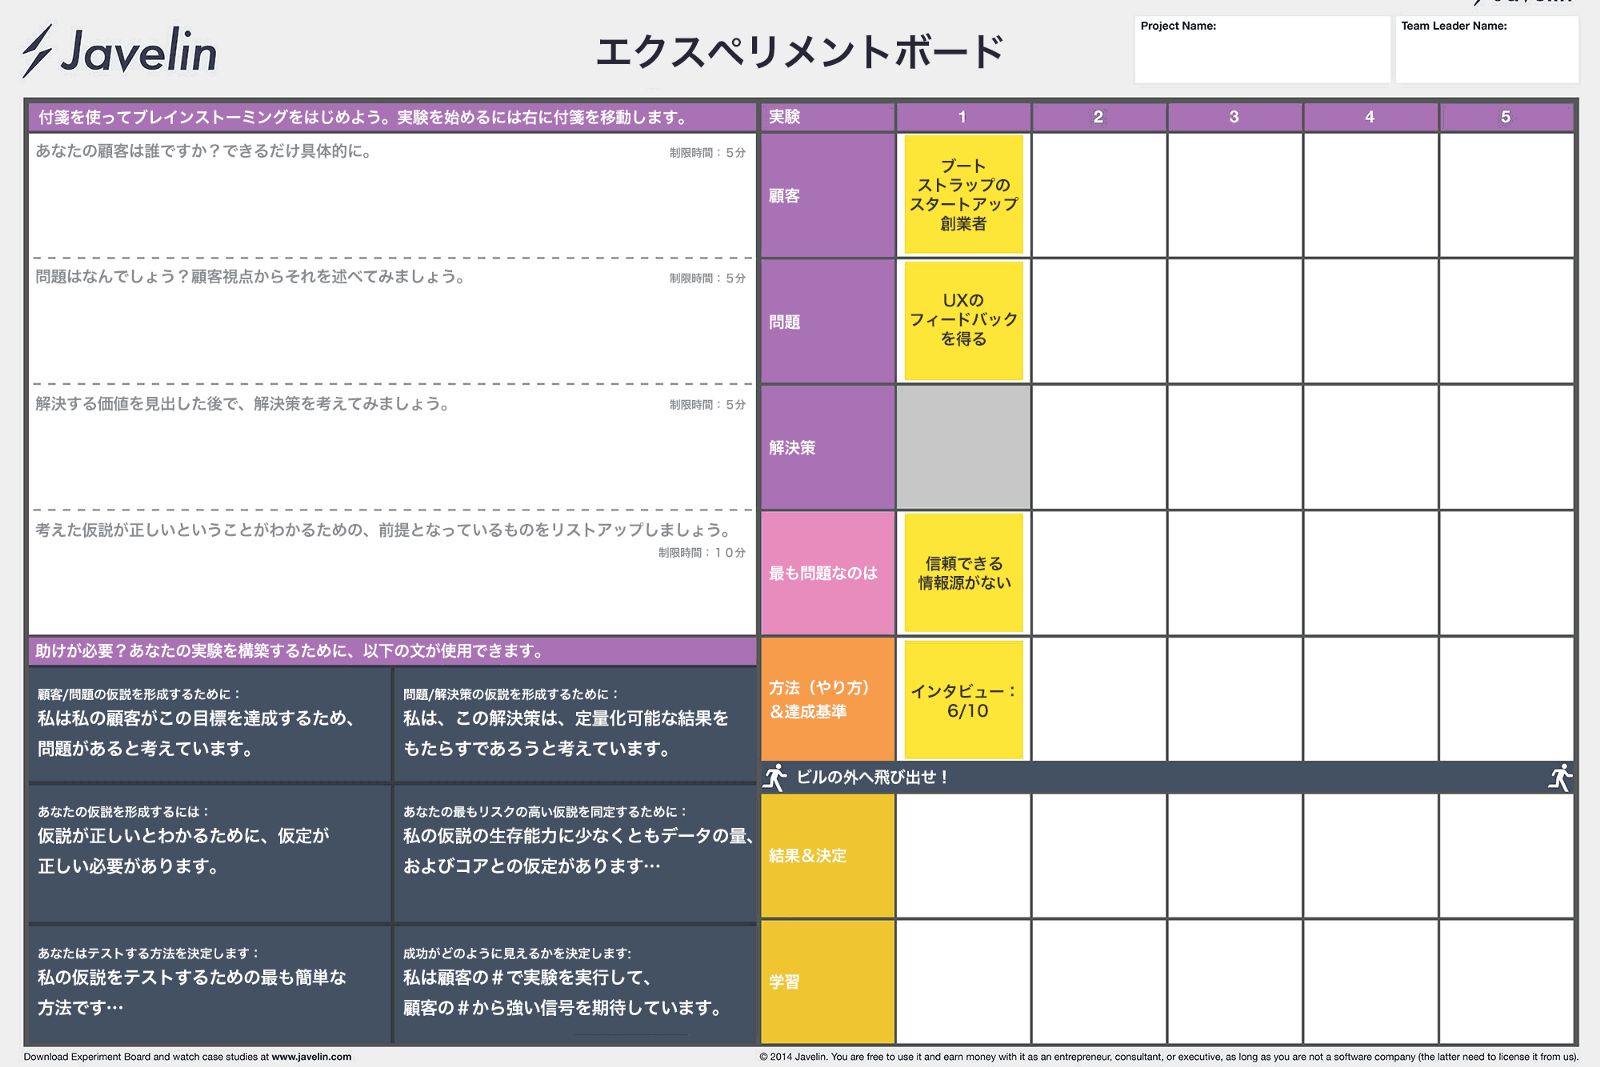 Javelin
エクスペリメントボード
Project Name:
Team Leader Name:
付箋を使ってブレインストーミングをはじめよう。実験を始めるには右に付箋を移動します。
あなたの顧客は誰ですか？できるだけ具体的に。
制限時間：５分
問題はなんでしょう？顧客視点からそれを述べてみましょう。
制限時間：５分
解決する価値を見出した後で、解決策を考えてみましょう。
制限時間：５分
考えた仮説が正しいということがわかるための、前提となっているものをリストアップしましょう。
制限時間：１０分
助けが必要？あなたの実験を構築するために、以下の文が使用できます。
顧客/問題の仮説を形成するために：
私は私の顧客がこの目標を達成するため、
問題があると考えています。
問題/解決策の仮説を形成するために：
私は、この解決策は、定量化可能な結果を
もたらすであろうと考えています。
あなたの仮説を形成するには：
仮説が正しいとわかるために、仮定が
正しい必要があります。
あなたの最もリスクの高い仮説を同定するために：
私の仮説の生存能力に少なくともデータの量、
およびコアとの仮定があります…
あなたはテストする方法を決定します：
私の仮説をテストするための最も簡単な
方法です…
成功がどのように見えるかを決定します:
私は顧客の＃で実験を実行して、
顧客の＃から強い信号を期待しています。
実験
1
2
3
4
5
顧客
ブート
ストラップの
スタートアップ
創業者
問題
UXの
フィードバック
を得る
解決策
最も問題なのは
信頼できる
情報源がない
方法（やり方）
＆達成基準
インタビュー：
6/10
ビルの外へ飛び出せ！
結果＆決定
学習
Download Experiment Board and watch case studies at www.javelin.com
© 2014 Javelin. You are free to use it and earn money with it as an entrepreneur, consultant, or executive, as long as you are not a software company (the latter need to license it from us).